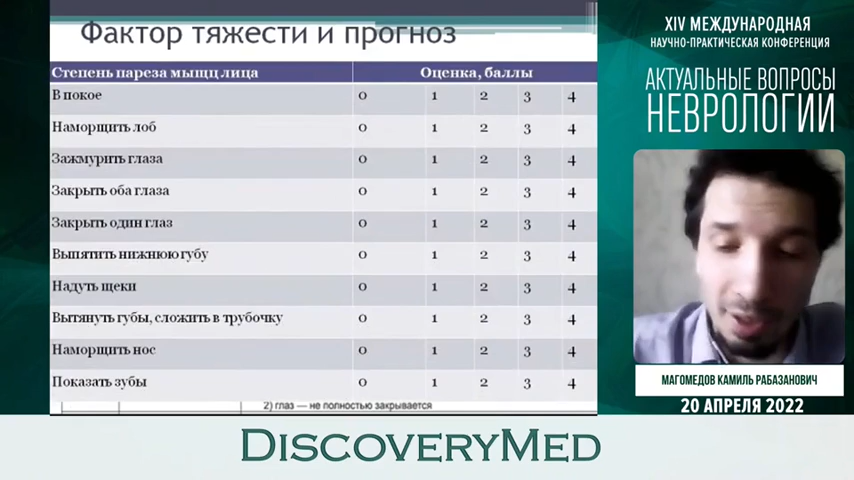 Фактор тяжести и прогноз
Степень пареза мыщц лица Оценка, баллы
В покое 0 1 2 3 4
Наморщить лоб 0 1 2 3 4
Зажмурить глаза 0 1 2 3 4
Закрыть оба глаза 0 1 2 3 4
Закрыть один глаз 0 1 2 3 4
Выпятить нижнюю губу 0 1 2 3 4
Надуть щеки 0 1 2 3 4
Вытянуть губы, сложить в трубочку 0 1 2 3 4
Наморщить нос 0 1 2 3 4
Показать зубы 0 1 2 3 4
2) глаз — не полностью закрывается
XIV МЕЖДУНАРОДНАЯ
НАУЧНО-ПРАКТИЧЕСКАЯ КОНФЕРЕНЦИЯ
АКТУАЛЬНЫЕ ВОПРОСЫ
НЕВРОЛОГИИ
МАГОМЕДОВ КАМИЛЬ РАБАЗАНОВИЧ
20 АПРЕЛЯ 2022
DISCOVERYMED